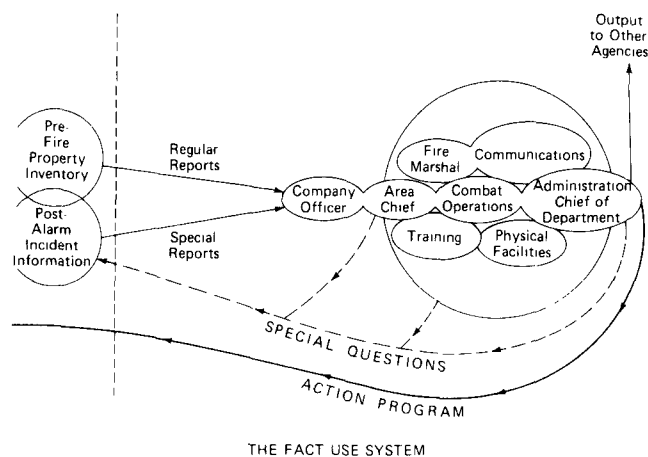 Output
to Other
Agencies
Pre-
Fire
Property
Inventory
Regular
Reports
Fire
Marshal
Communications
Company
Officer
Area
Chief
Combat
Operations
Administration
Chief of
Department
Post-
Alarm
Incident
Information
Special
Reports
Training
Physical
Facilities
SPECIAL QUESTIONS
ACTION PROGRAM
THE FACT USE SYSTEM